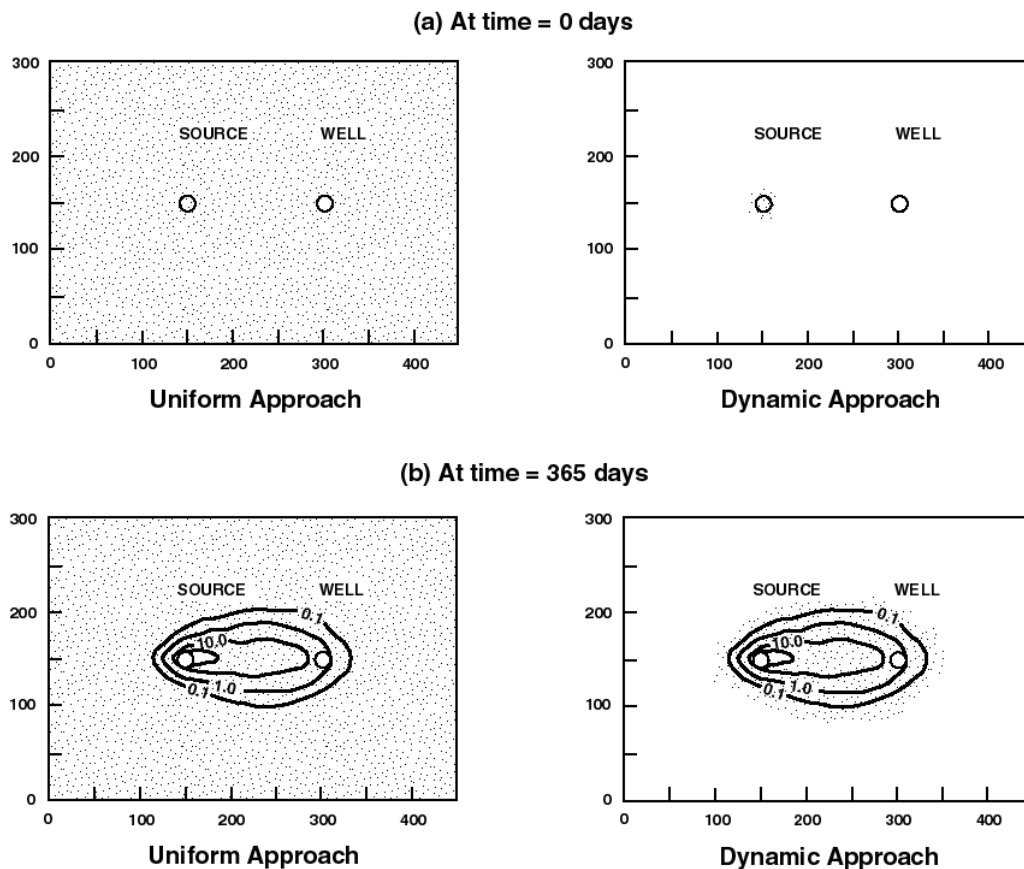 (a) At time = 0 days
300
200
100
0
SOURCE WELL
0 100 200 300 400
Uniform Approach
300
200
100
0
SOURCE WELL
0 100 200 300 400
Dynamic Approach
(b) At time = 365 days
300
200
100
0
SOURCE WELL
0.1
10.0
0.1 1.0
0 100 200 300 400
Uniform Approach
300
200
100
0
SOURCE WELL
0.1
10.0
0.1 1.0
0 100 200 300 400
Dynamic Approach